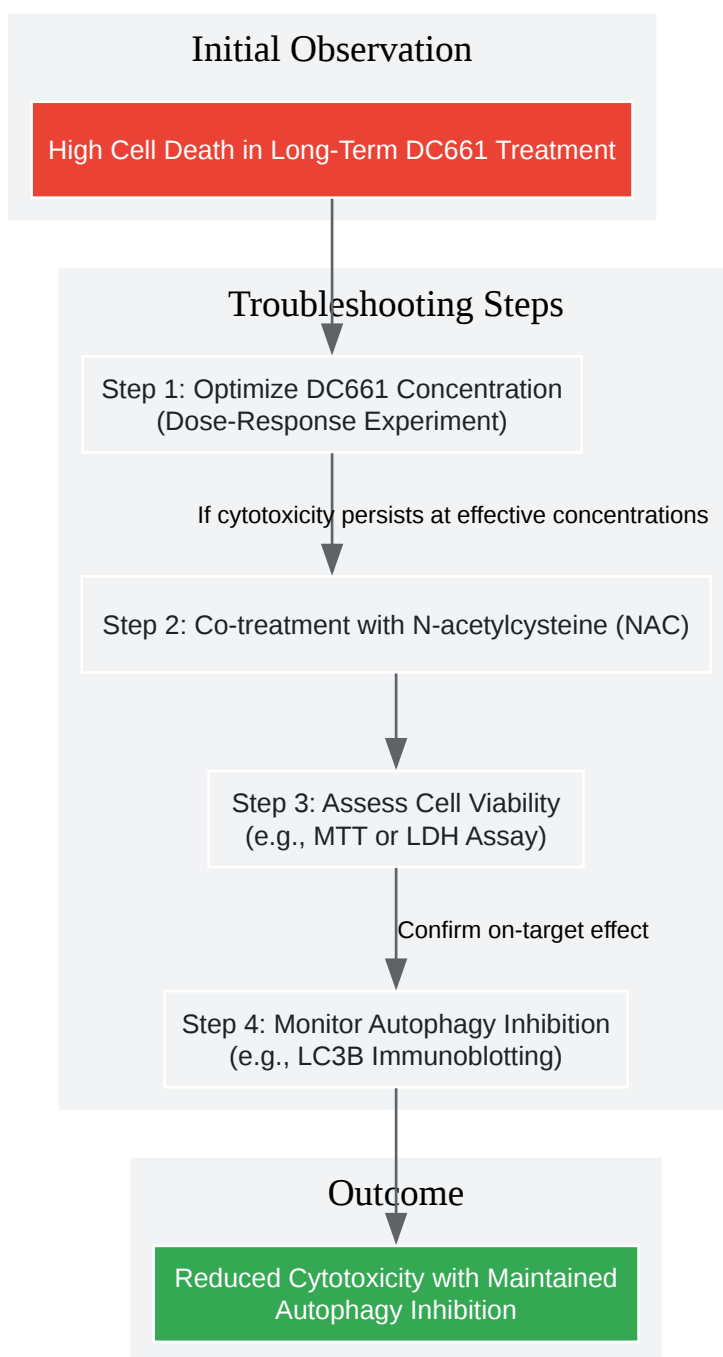 Initial Observation
High Cell Death in Long-Term DC661 Treatment
Troubleshooting Steps
Step 1: Optimize DC661 Concentration
(Dose-Response Experiment)
If cytotoxicity persists at effective concentrations
Step 2: Co-treatment with N-acetylcysteine (NAC)
Step 3: Assess Cell Viability
(e.g., MTT or LDH Assay)
Confirm on-target effect
Step 4: Monitor Autophagy Inhibition
(e.g., LC3B Immunoblotting)
Outcome
Reduced Cytotoxicity with Maintained
Autophagy Inhibition